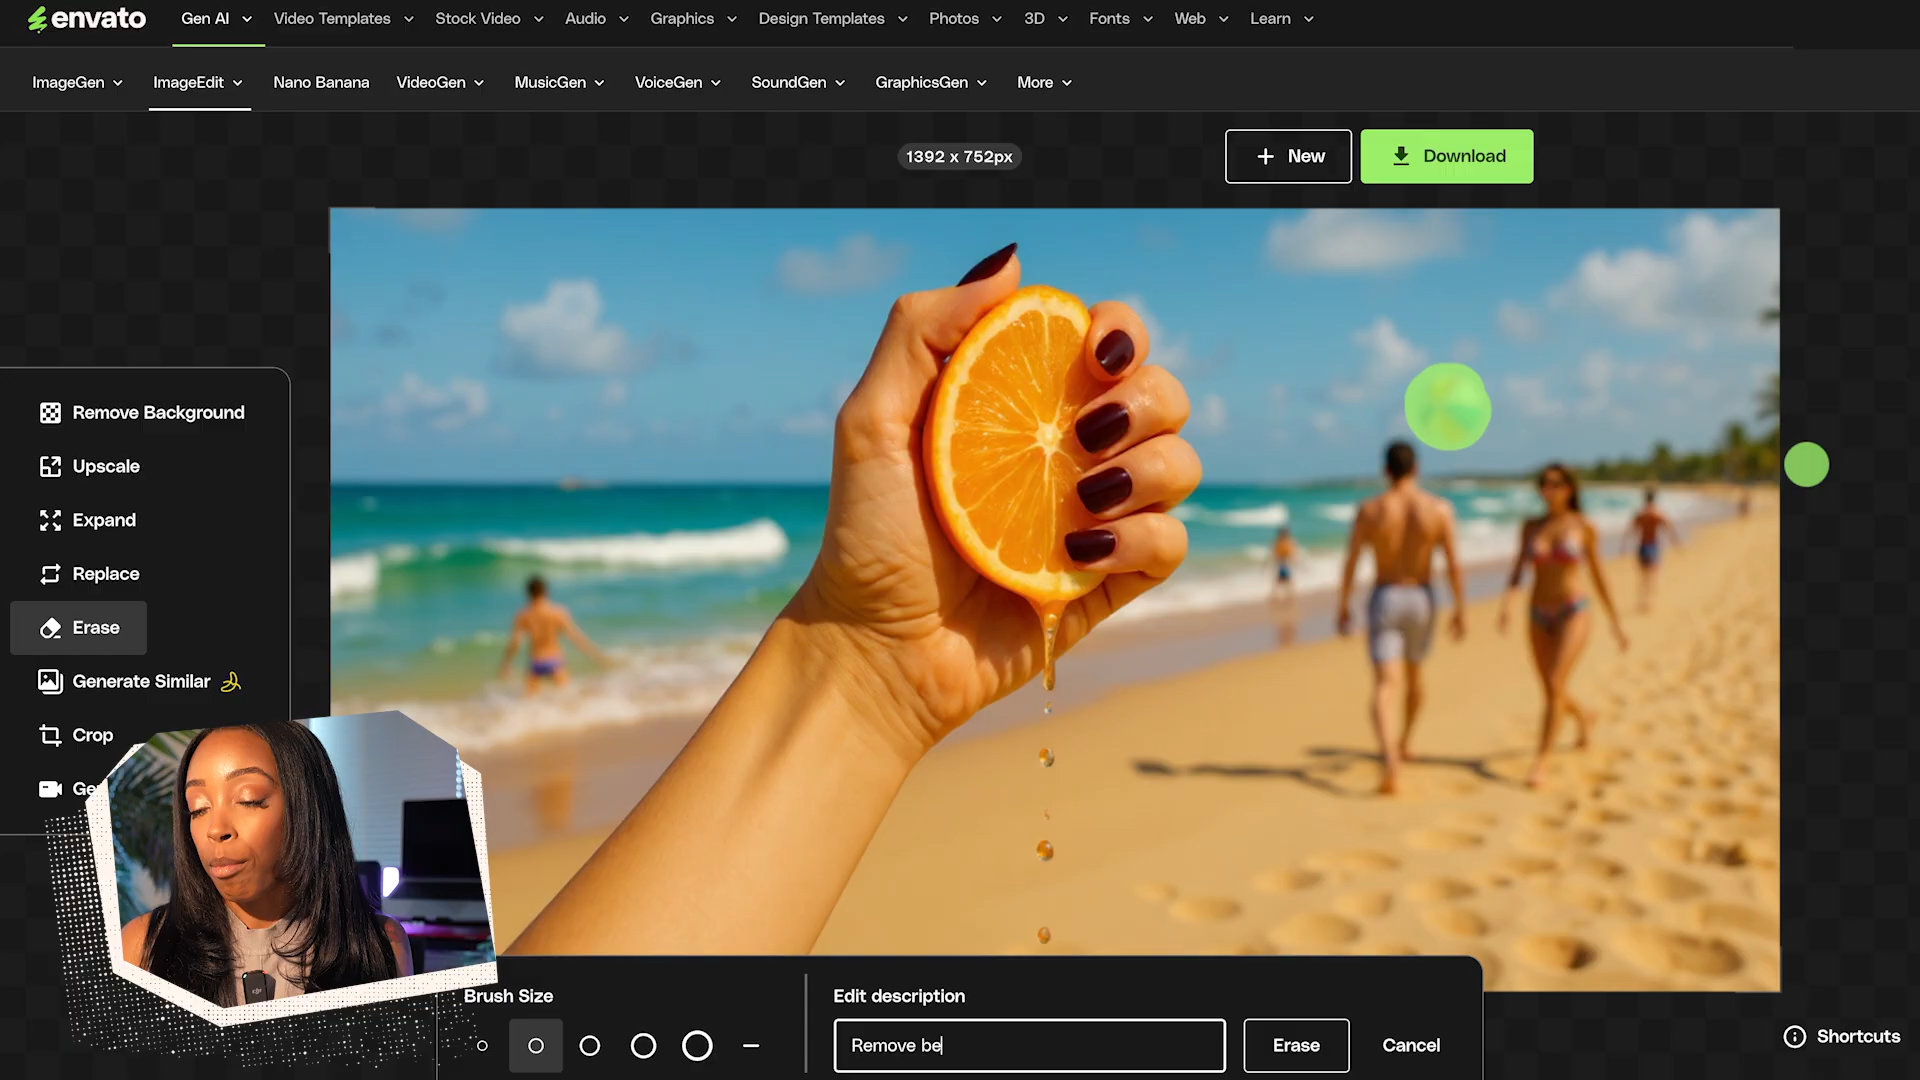 envato
Gen AI Video Templates Stock Video Audio Graphics Design Templates Photos 3D Fonts Web Learn
ImageGen ImageEdit Nano Banana VideoGen MusicGen VoiceGen SoundGen GraphicsGen More
1392 x 752px
New
Download
Remove Background
Upscale
Expand
Replace
Erase
Generate Similar
Crop
Ge
Brush Size
Edit description
Remove be
Erase
Cancel
Shortcuts